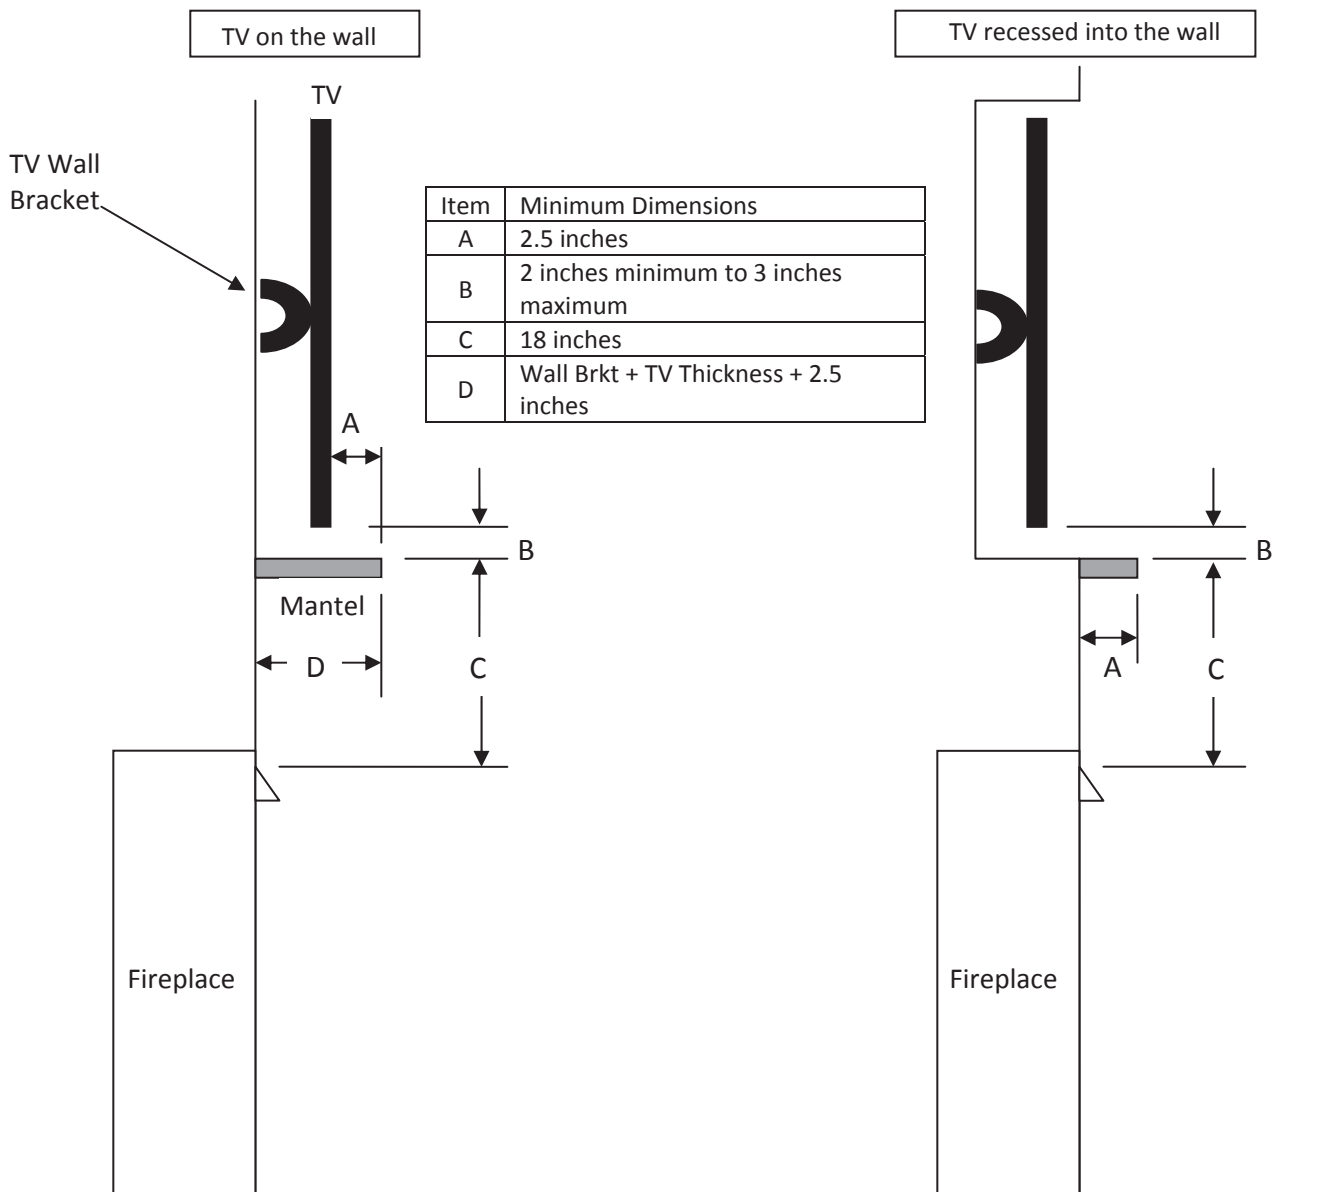 TV on the wall
TV recessed into the wall
TV
TV Wall
Bracket
Item Minimum Dimensions
A 2.5 inches
B 2 inches minimum to 3 inches
maximum
C 18 inches
D Wall Brkt + TV Thickness + 2.5
inches
A
B
Mantel
D
C
Fireplace
B
A
C
Fireplace